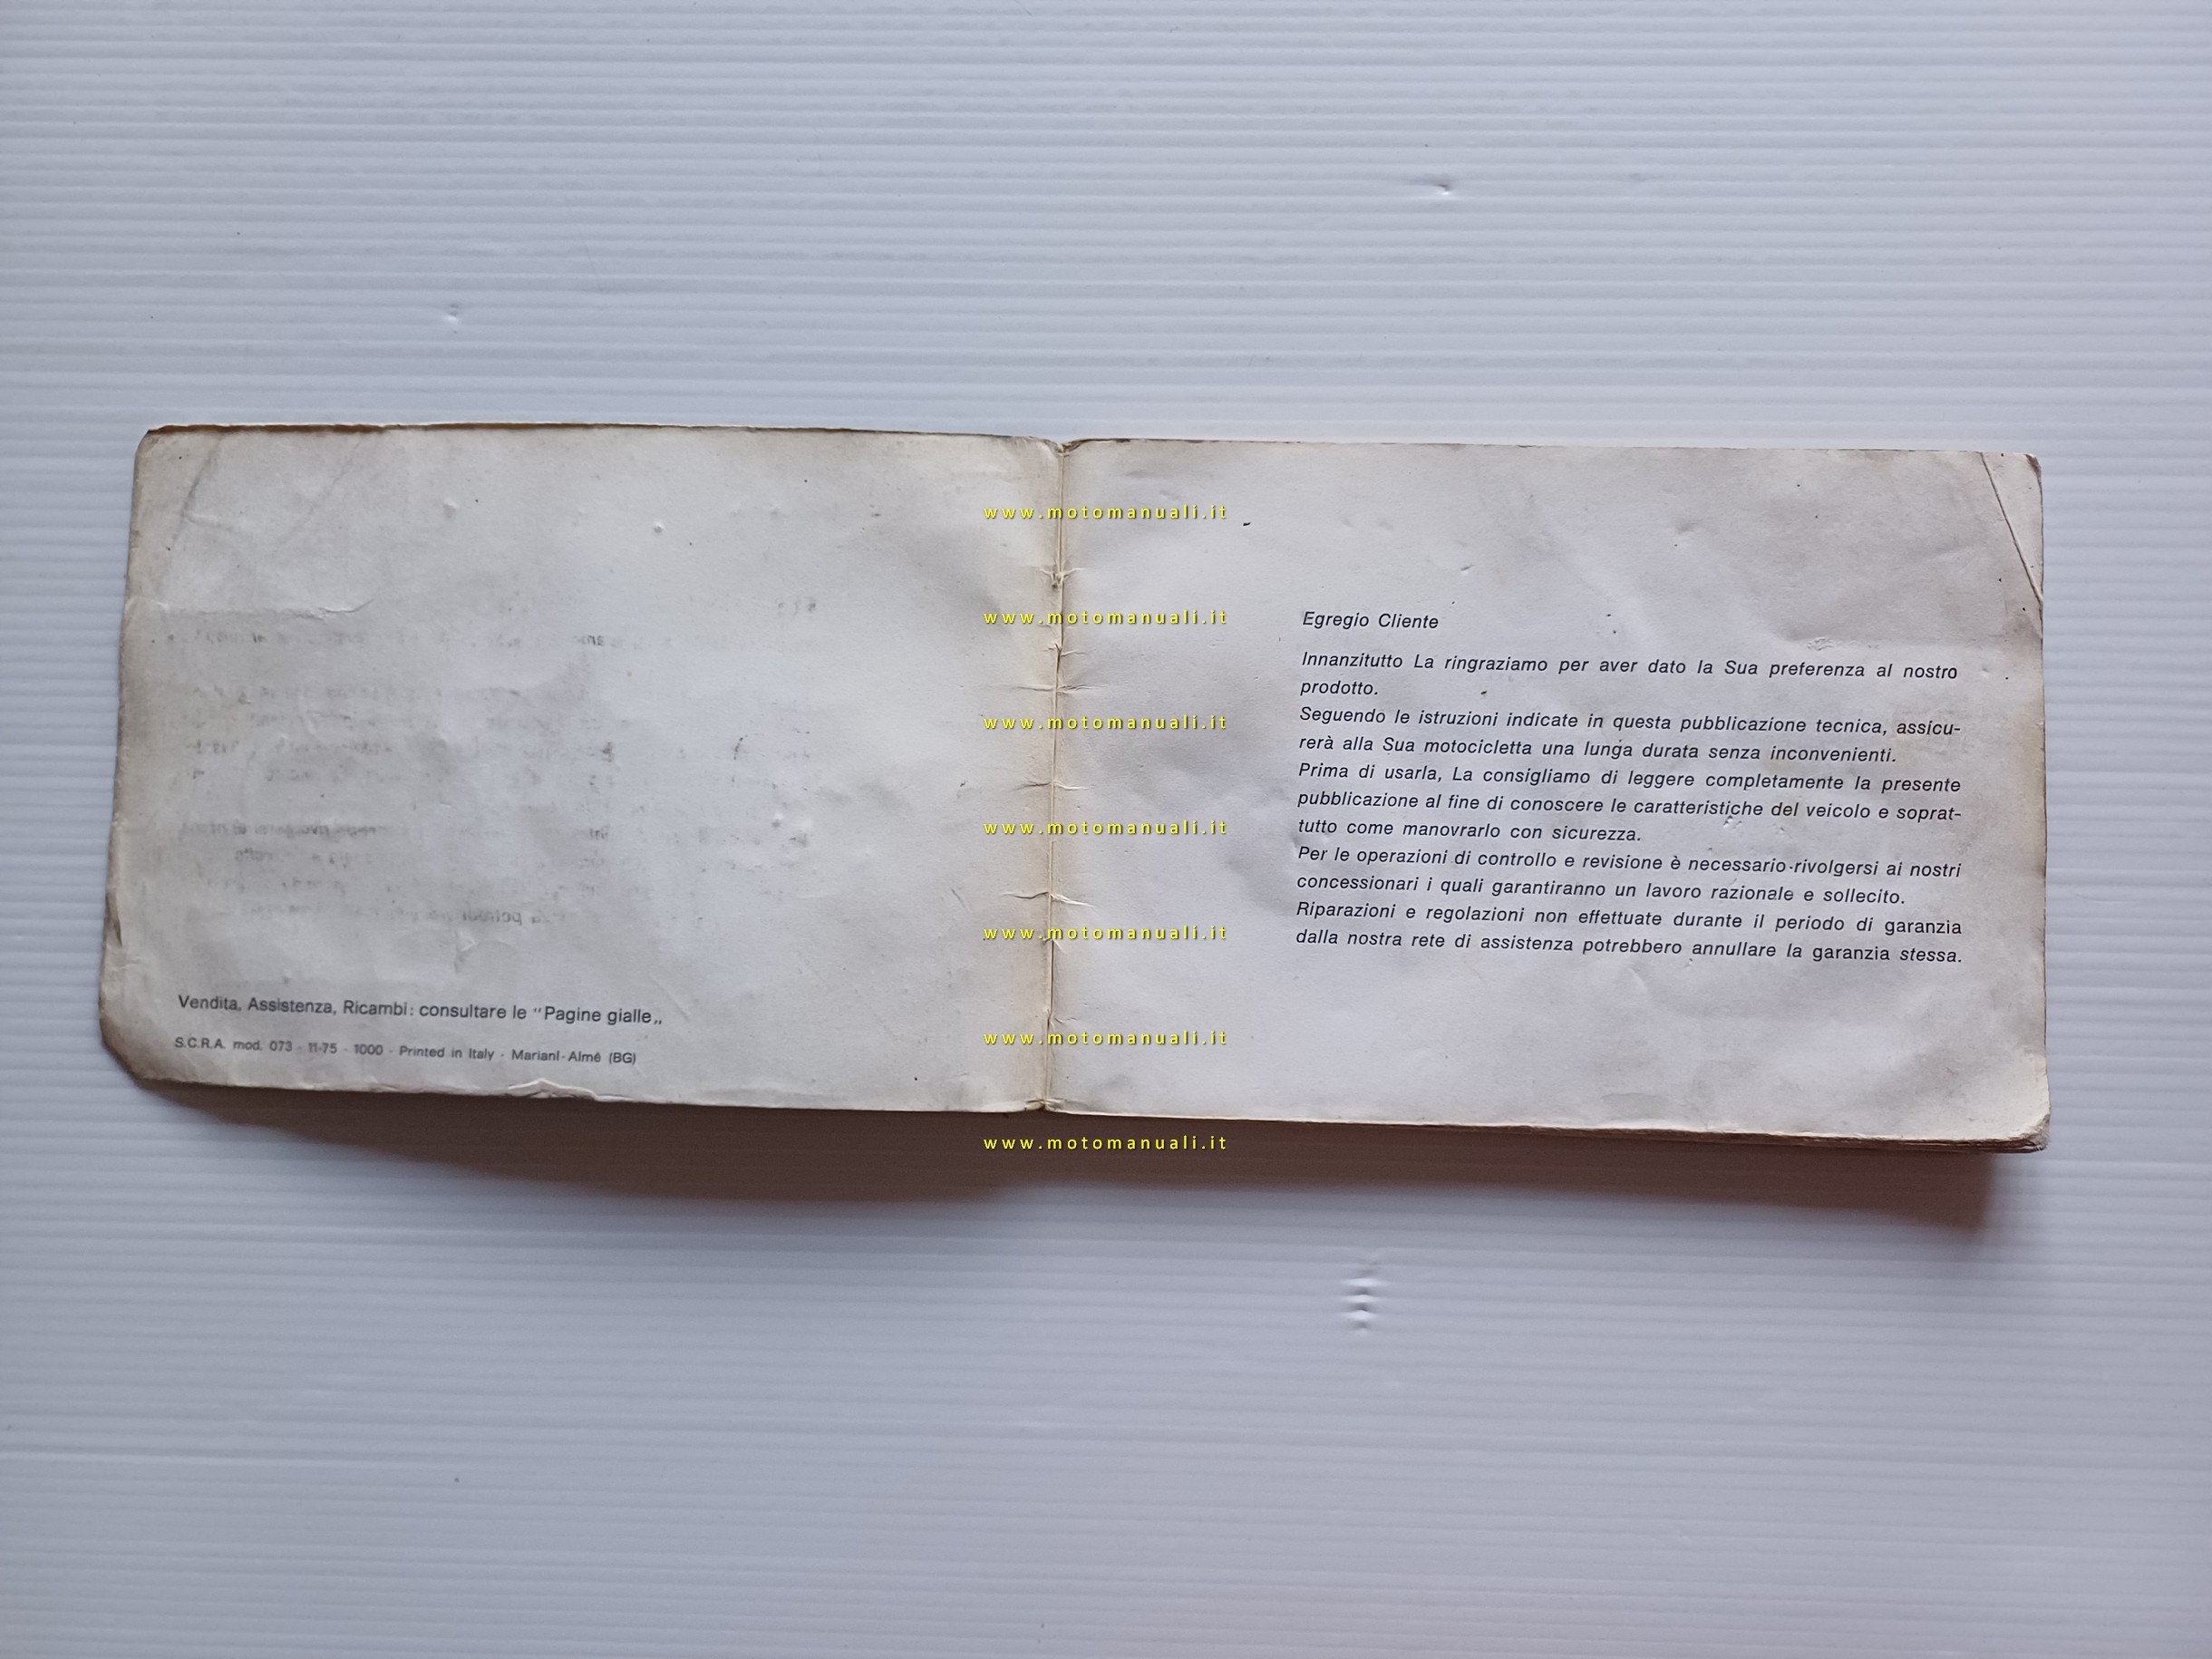 Vendita, Assistenza, Ricambi: consultare le "Pagine gialle„
S.C.R.A. mod. 073 - 11-75 - 1000 - Printed in Italy - Mariani-Almè (BG)
Egregio Cliente
Innanzitutto La ringraziamo per aver dato la Sua preferenza al nostro
prodotto.
Seguendo le istruzioni indicate in questa pubblicazione tecnica, assicu-
rerà alla Sua motocicletta una lunga durata senza inconvenienti.
Prima di usarla, La consigliamo di leggere completamente la presente
pubblicazione al fine di conoscere le caratteristiche del veicolo e soprat-
tutto come manovrarlo con sicurezza.
Per le operazioni di controllo e revisione è necessario rivolgersi ai nostri
concessionari i quali garantiranno un lavoro razionale e sollecito.
Riparazioni e regolazioni non effettuate durante il periodo di garanzia
dalla nostra rete di assistenza potrebbero annullare la garanzia stessa.
www.motomanuali.it
www.motomanuali.it
www.motomanuali.it
www.motomanuali.it
www.motomanuali.it
www.motomanuali.it
www.motomanuali.it